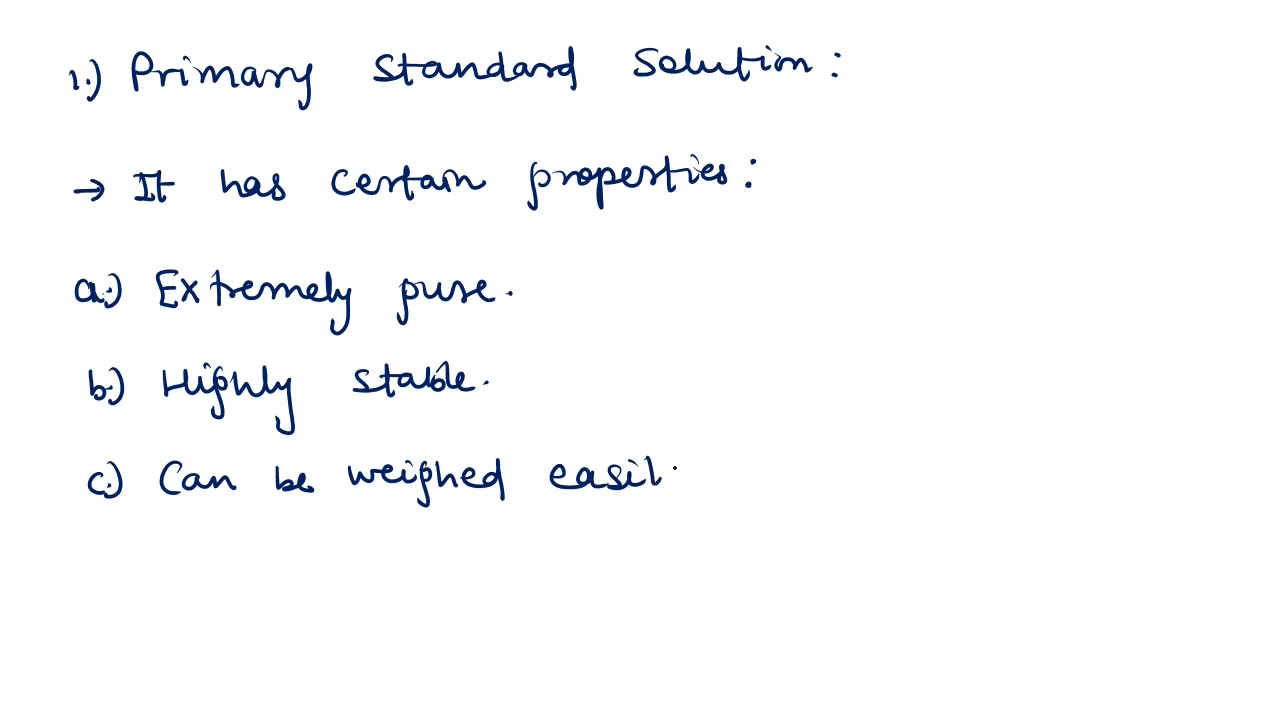 1.) Primary Standard Solution:
→ It has certain properties:
a.) Extremely pure.
b.) Highly stable.
c.) Can be weighed easil